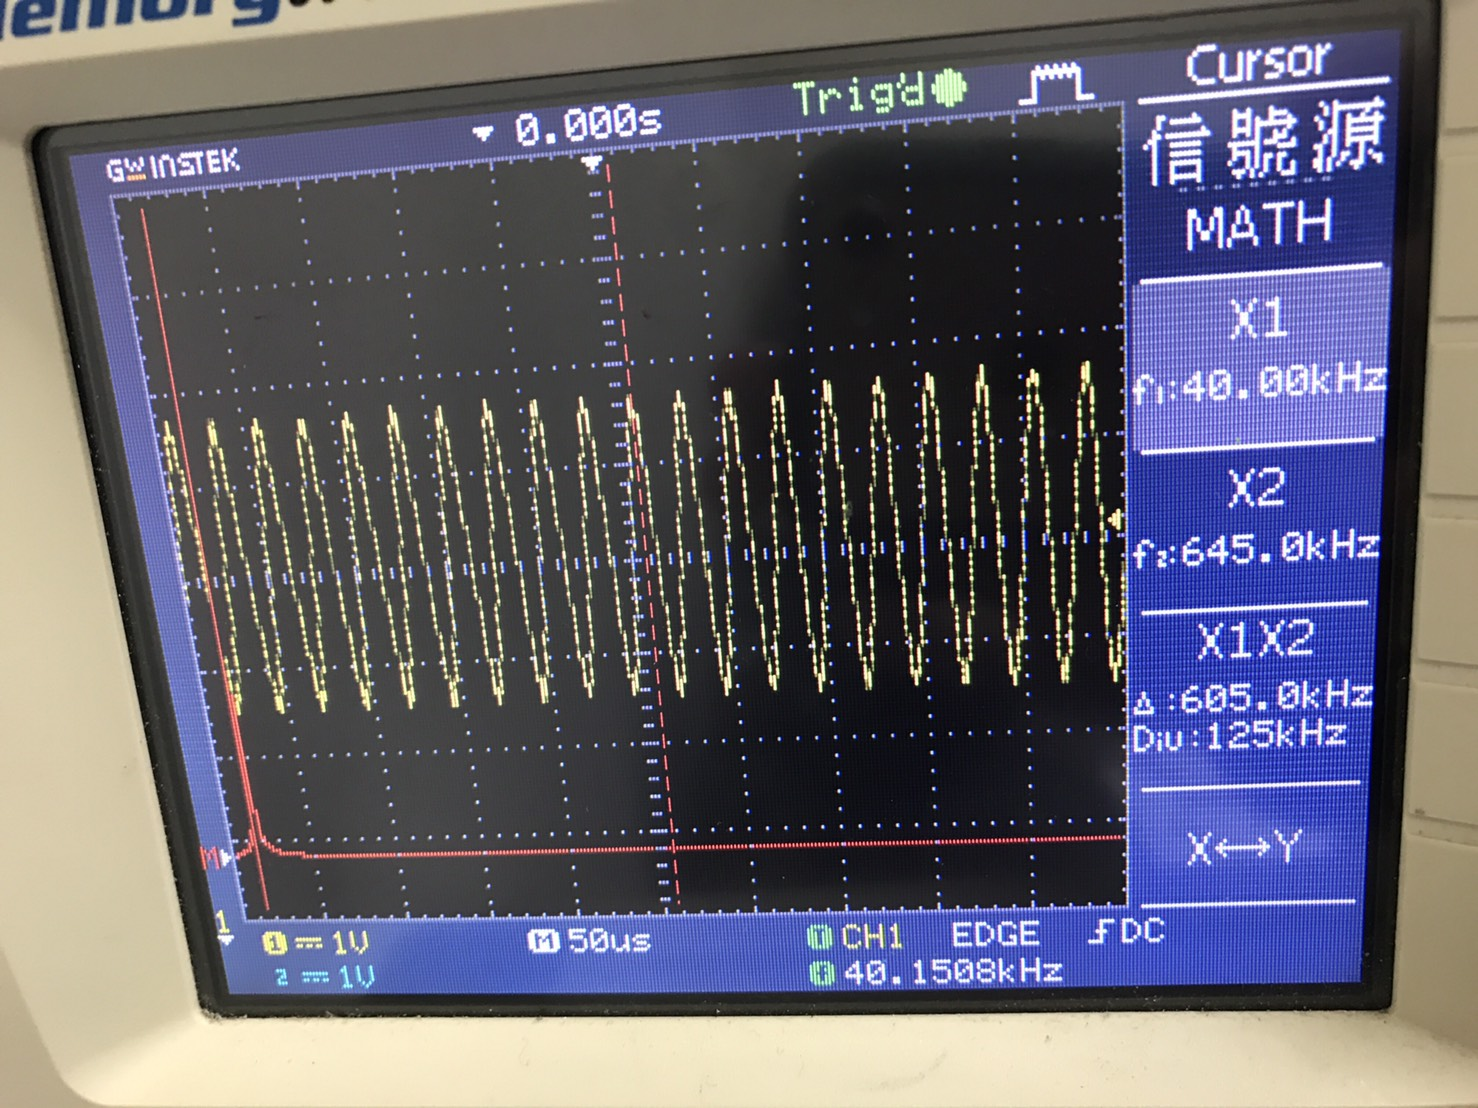 GW INSTEK
0.000s
Trig'd
Cursor
信號源
MATH
X1
f1:40.00kHz
X2
f2:645.0kHz
X1X2
Δ:605.0kHz
Div:125kHz
X↔Y
M
1
1 1V
M 50us
T CH1 EDGE DC
2 1V
40.1508kHz